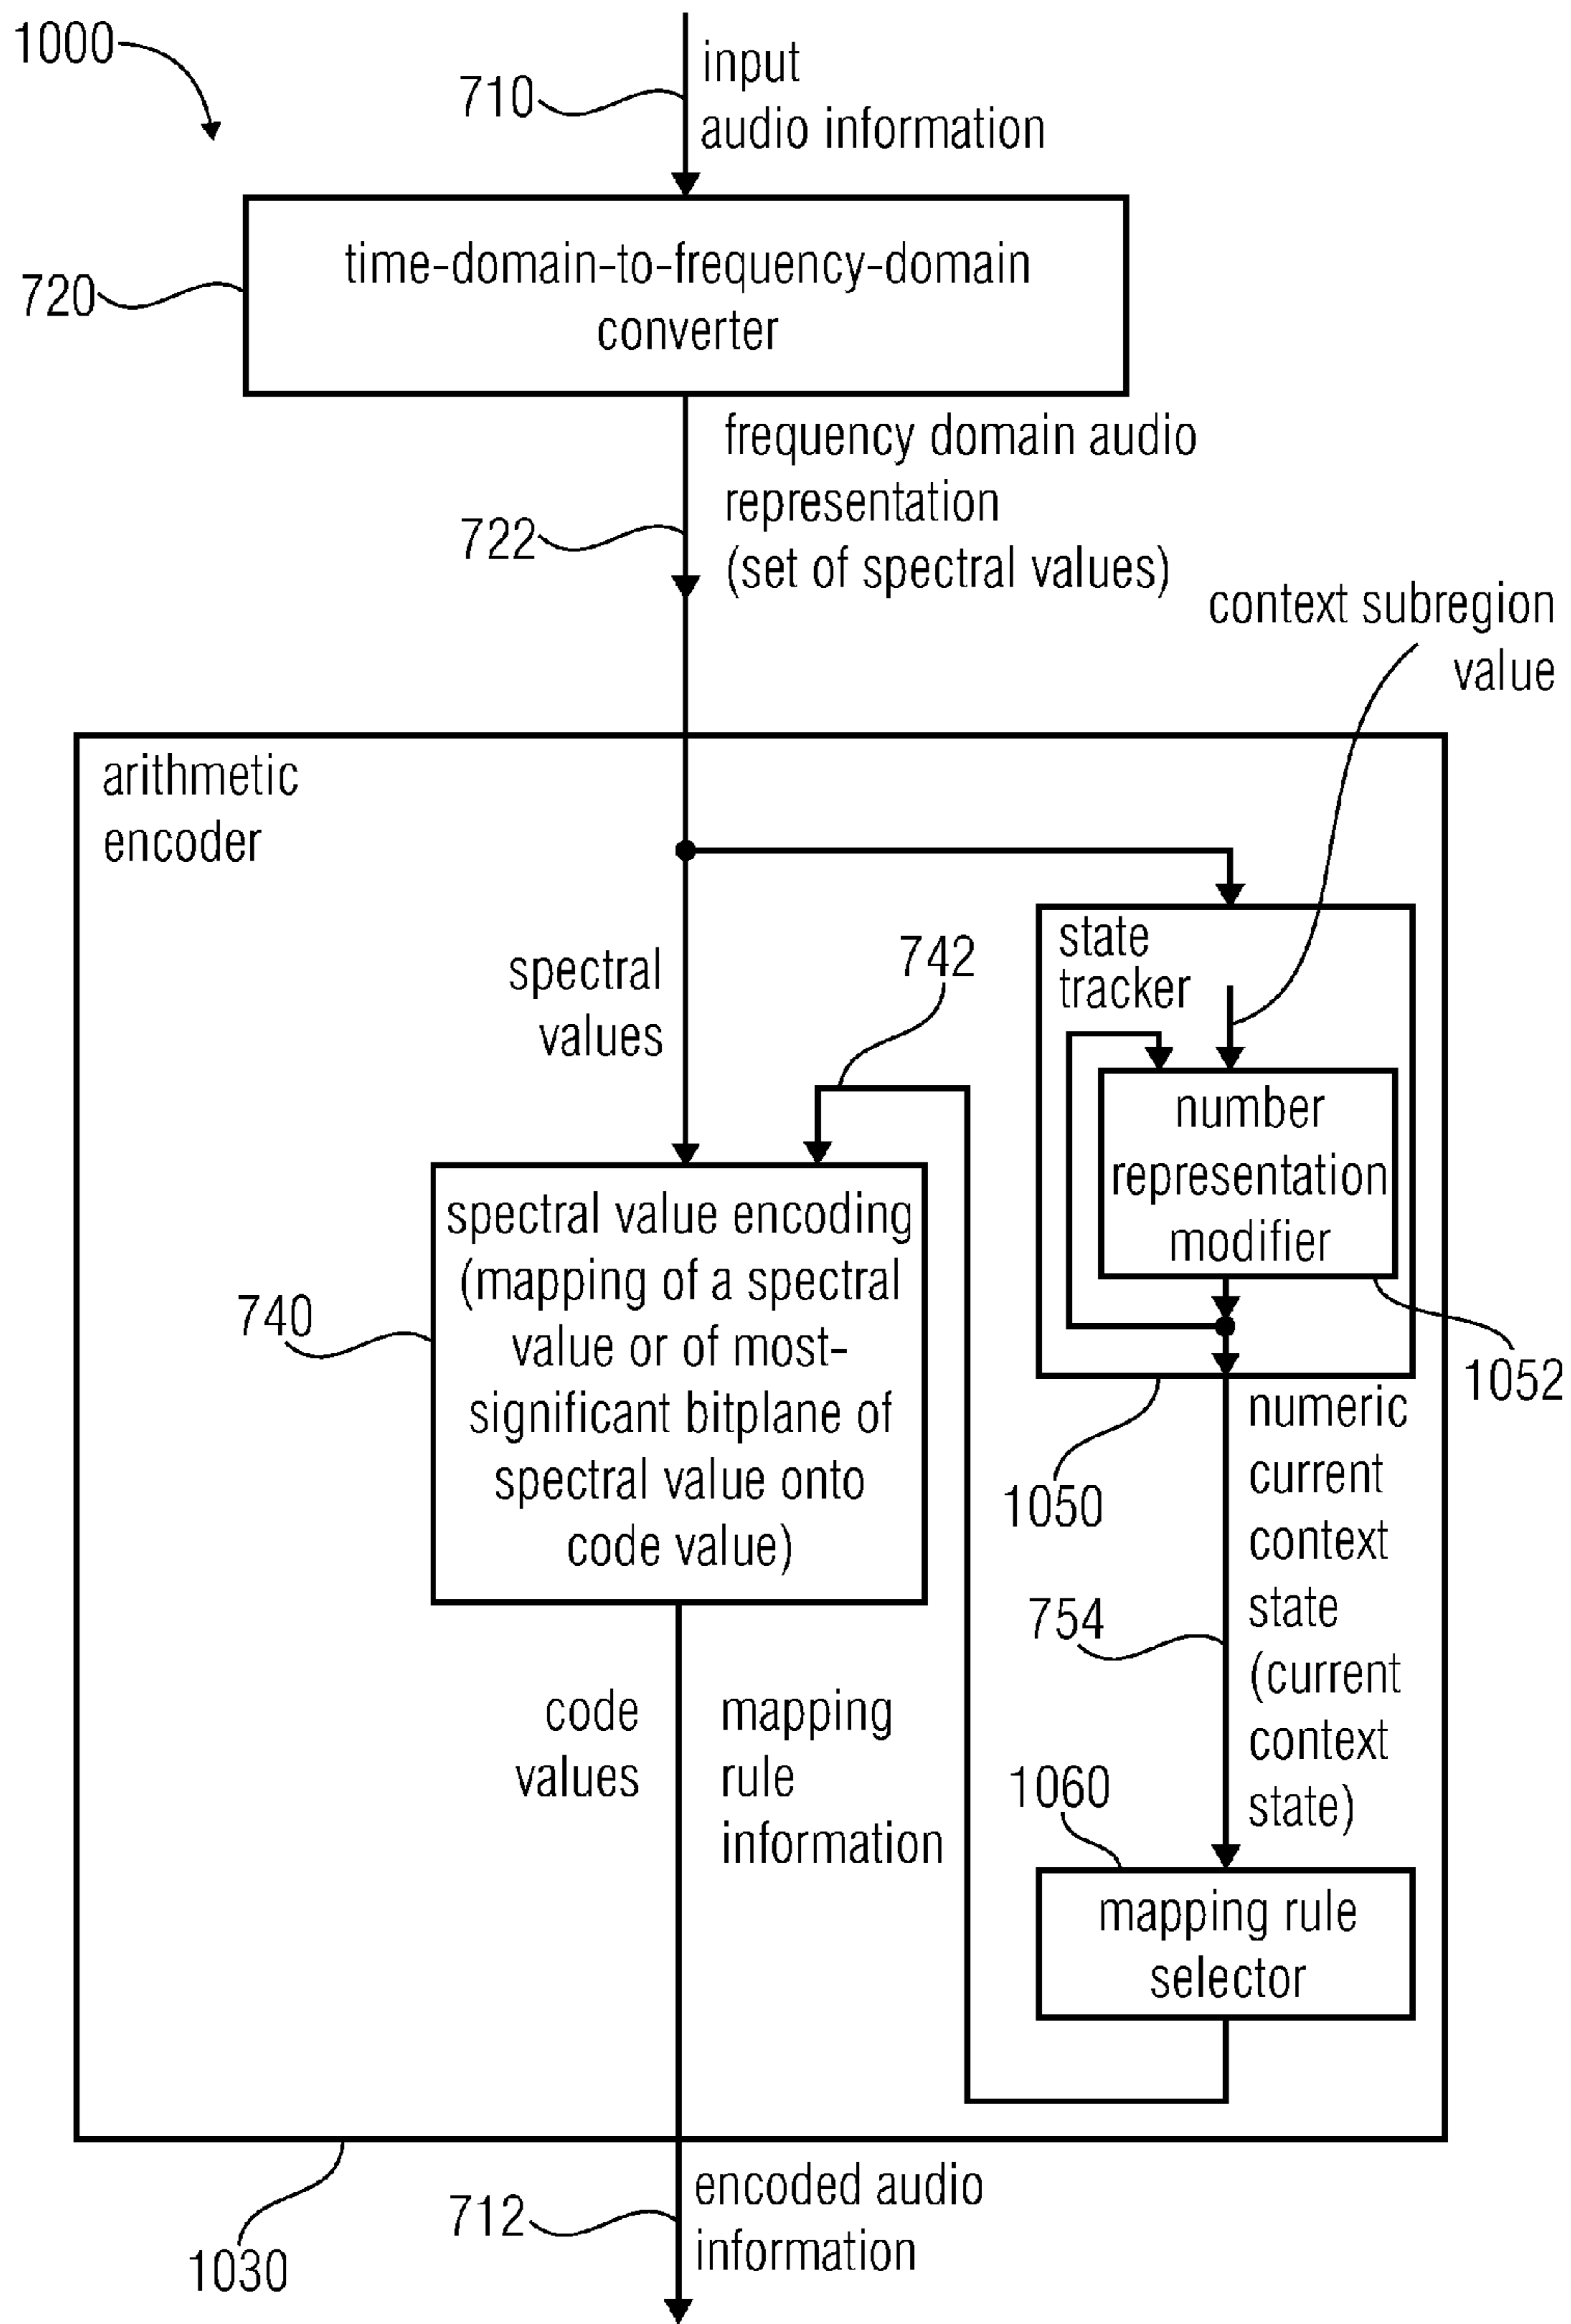 1000
710
input
audio information
720
time-domain-to-frequency-domain
converter
722
frequency domain audio
representation
(set of spectral values)
context subregion
value
arithmetic
encoder
spectral
values
742
state
tracker
number
representation
modifier
1052
740
spectral value encoding
(mapping of a spectral
value or of most-
significant bitplane of
spectral value onto
code value)
1050
numeric
current
context
state
(current
context
state)
754
code
values
mapping
rule
information
1060
mapping rule
selector
1030
712
encoded audio
information